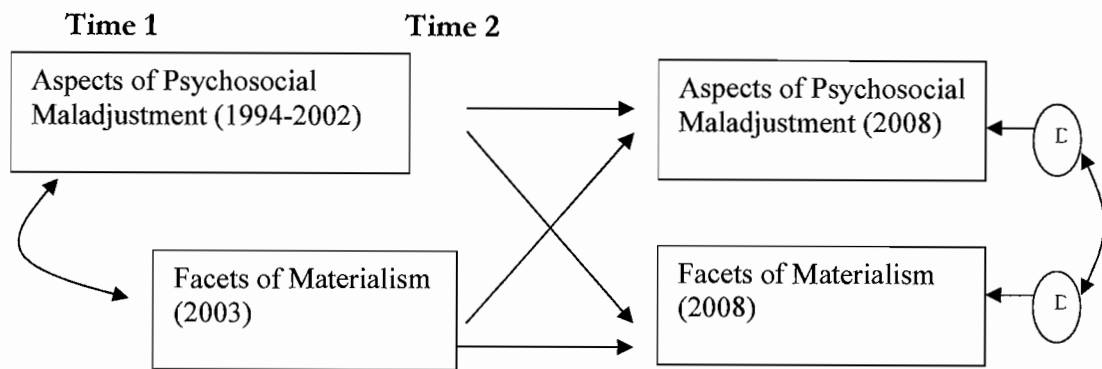 Time 1
Time 2
Aspects of Psychosocial
Maladjustment (1994-2002)
Aspects of Psychosocial
Maladjustment (2008)
Facets of Materialism
(2003)
Facets of Materialism
(2008)